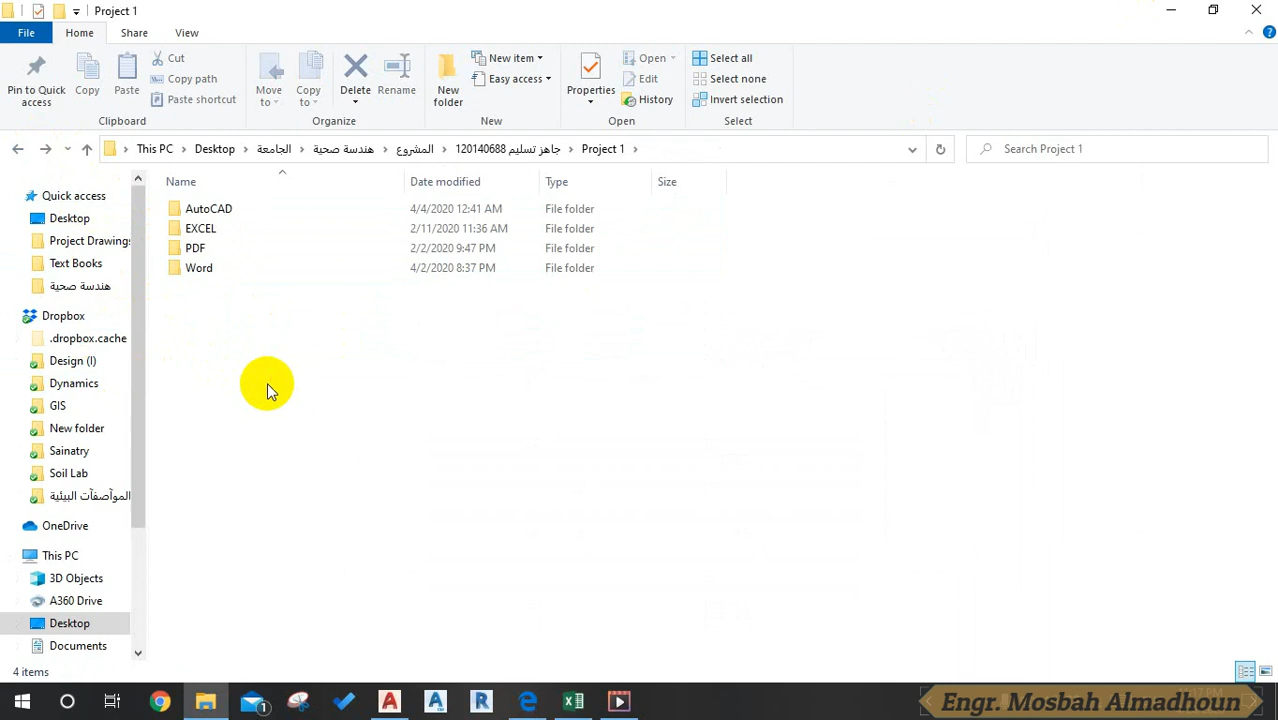 Project 1
File Home Share View
Pin to Quick access
Copy
Paste
Cut
Copy path
Paste shortcut
Clipboard
Move to
Copy to
Delete
Rename
Organize
New folder
New item
Easy access
New
Properties
Open
Edit
History
Open
Select all
Select none
Invert selection
Select
This PC Desktop الجامعة هندسة صحية المشروع جاهز تسليم 120140688 Project 1
Search Project 1
Name Date modified Type Size
AutoCAD 4/4/2020 12:41 AM File folder
EXCEL 2/11/2020 11:36 AM File folder
PDF 2/2/2020 9:47 PM File folder
Word 4/2/2020 8:37 PM File folder
Quick access
Desktop
Project Drawings
Text Books
هندسة صحية
Dropbox
.dropbox.cache
Design (I)
Dynamics
GIS
New folder
Sainatry
Soil Lab
المواصفات البيئية
OneDrive
This PC
3D Objects
A360 Drive
Desktop
Documents
4 items
1
Engr. Mosbah Almadhoun